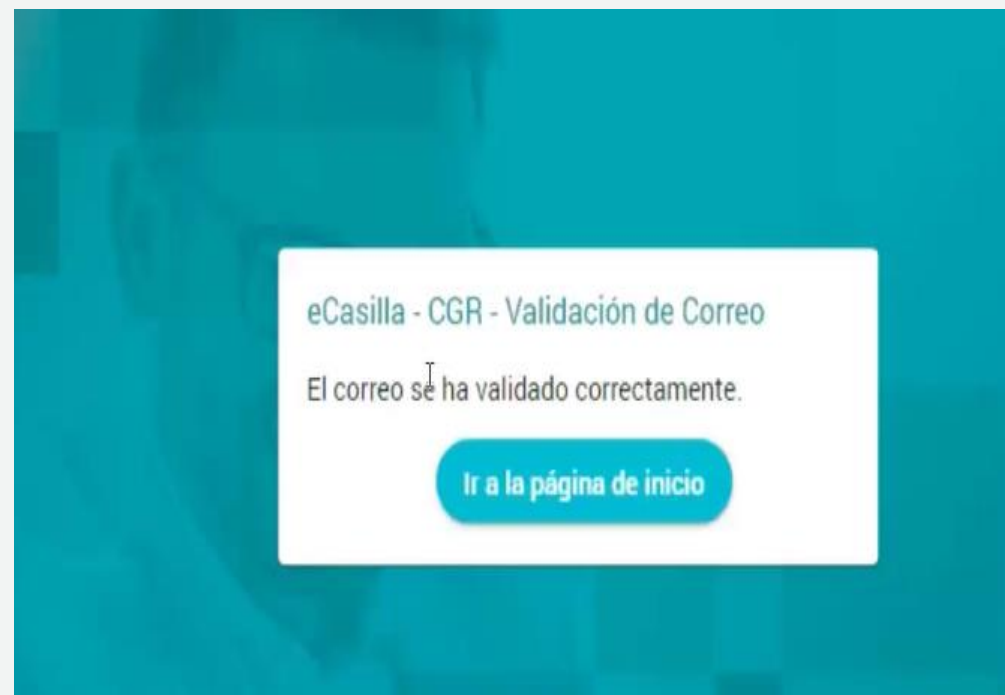 eCasilla - CGR - Validación de Correo
El correo se ha validado correctamente.
Ir a la página de inicio